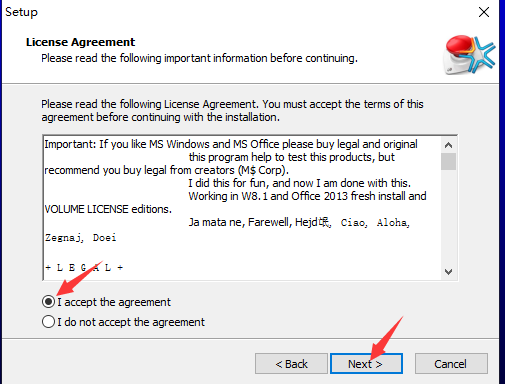 Setup
License Agreement
Please read the following important information before continuing.
Please read the following License Agreement. You must accept the terms of this
agreement before continuing with the installation.
Important: If you like MS Windows and MS Office please buy legal and original
this program help to test this products, but
recommend you buy legal from creators (M$ Corp).
I did this for fun, and now I am done with this.
Working in W8.1 and Office 2013 fresh install and
VOLUME LICENSE editions.
Ja mata ne, Farewell, Hejd氓, Ciao, Aloha,
Zegnaj, Doei
+ L E G A L +
I accept the agreement
I do not accept the agreement
< Back
Next >
Cancel